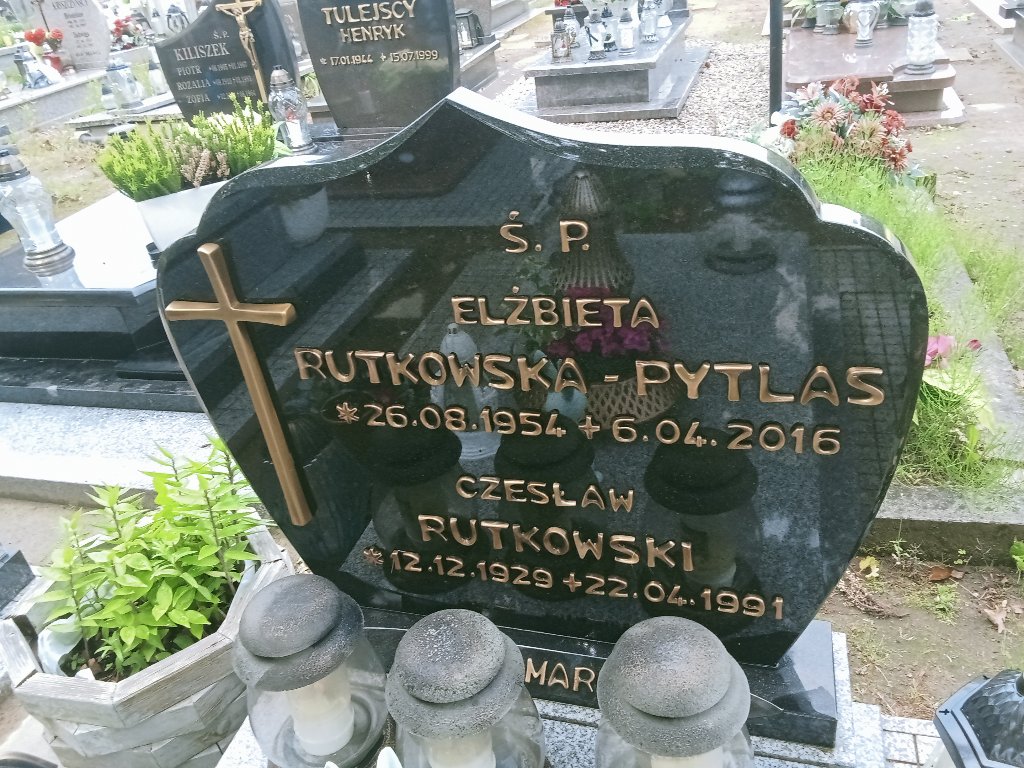 Ś.P.
KILISZEK
PIOTR
ROZALIA
ZOFIA
TULEJSCY
HENRYK
*17.01.1944 +15.07.1999
Ś. P.
ELŻBIETA
RUTKOWSKA - PYTLAS
*26.08.1954 + 6.04.2016
CZESŁAW
RUTKOWSKI
*12.12.1929 +22.04.1991